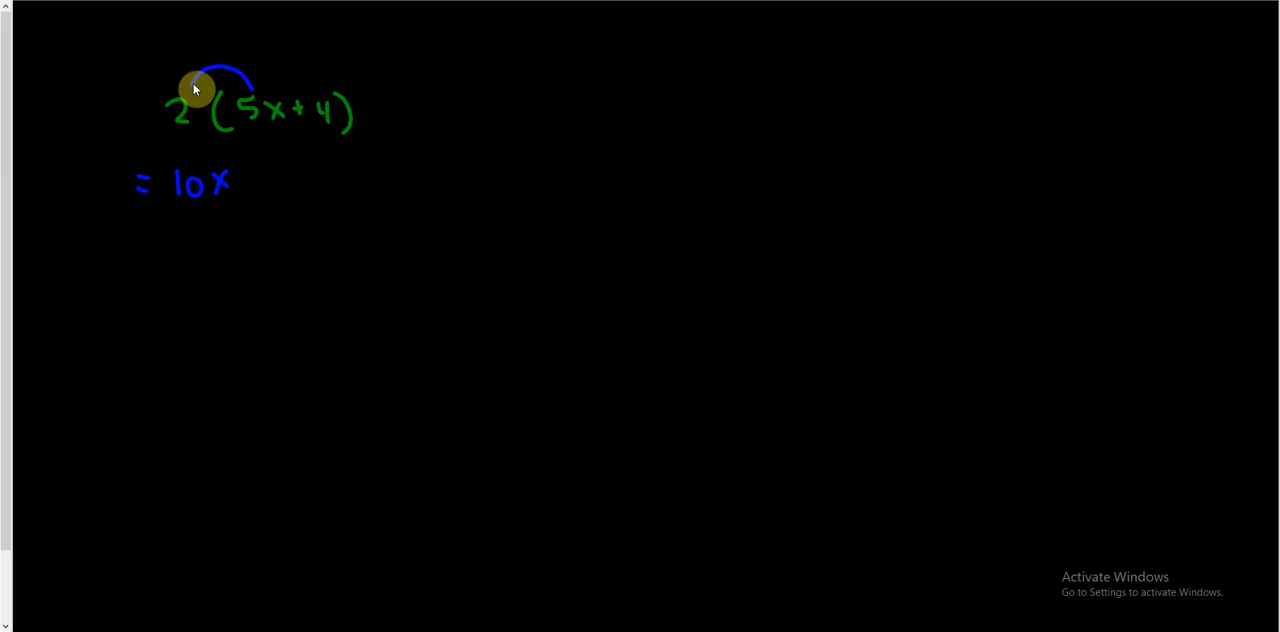 2(5x+4)
= 10x
Activate Windows
Go to Settings to activate Windows.